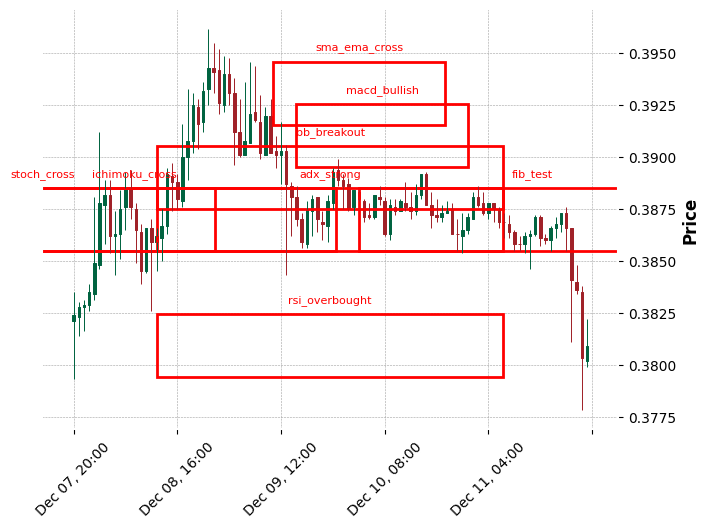 sma_ema_cross
macd_bullish
bb_breakout
stoch_cross
ichimoku_cross
adx_strong
fib_test
rsi_overbought
0.3950
0.3925
0.3900
0.3875
0.3850
0.3825
0.3800
0.3775
Price
Dec 07, 20:00
Dec 08, 16:00
Dec 09, 12:00
Dec 10, 08:00
Dec 11, 04:00